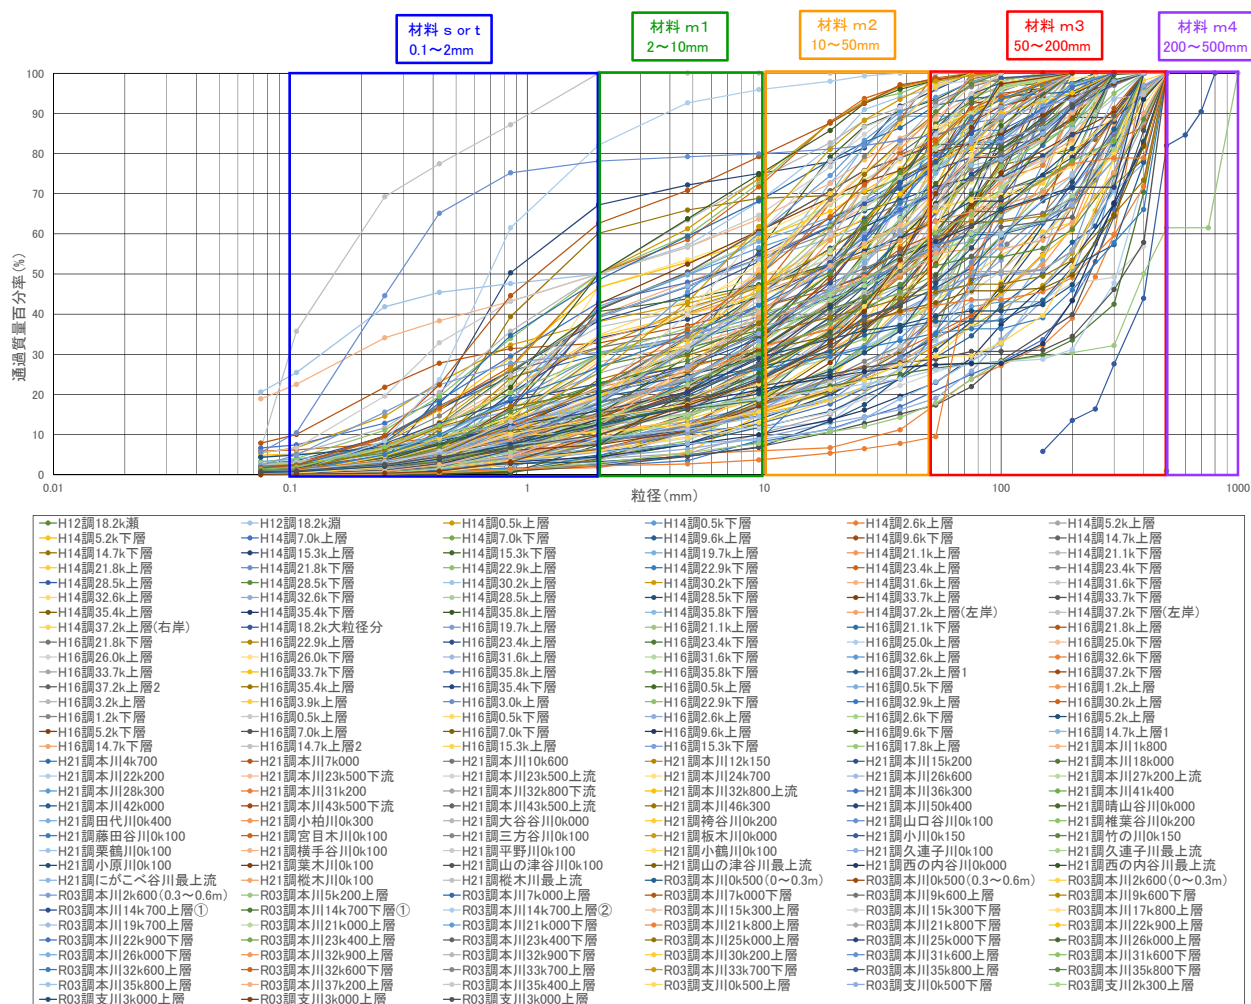 材料 sort
0.1～2mm
材料 m1
2～10mm
材料 m2
10～50mm
材料 m3
50～200mm
材料 m4
200～500mm
通過質量百分率(%)
100
90
80
70
60
50
40
30
20
10
0
0.01 0.1 1 10 100 1000
粒径(mm)
H12調18.2k瀬 H12調18.2k淵 H14調0.5k上層 H14調0.5k下層 H14調2.6k上層 H14調5.2k上層
H14調5.2k下層 H14調7.0k上層 H14調7.0k下層 H14調9.6k上層 H14調9.6k下層 H14調14.7k上層
H14調14.7k下層 H14調15.3k上層 H14調15.3k下層 H14調19.7k上層 H14調21.1k上層 H14調21.1k下層
H14調21.8k上層 H14調21.8k下層 H14調22.9k上層 H14調22.9k下層 H14調23.4k上層 H14調23.4k下層
H14調28.5k上層 H14調28.5k下層 H14調30.2k上層 H14調30.2k下層 H14調31.6k上層 H14調31.6k下層
H14調32.6k上層 H14調32.6k下層 H14調28.5k上層 H14調28.5k下層 H14調33.7k上層 H14調33.7k下層
H14調35.4k上層 H14調35.4k下層 H14調35.8k上層 H14調35.8k下層 H14調37.2k上層(左岸) H14調37.2k下層(左岸)
H14調37.2k上層(右岸) H14調18.2k大粒径分 H16調19.7k上層 H16調21.1k上層 H16調21.1k下層 H16調21.8k上層
H16調21.8k下層 H16調22.9k上層 H16調23.4k上層 H16調23.4k下層 H16調25.0k上層 H16調25.0k下層
H16調26.0k上層 H16調26.0k下層 H16調31.6k上層 H16調31.6k下層 H16調32.6k上層 H16調32.6k下層
H16調33.7k上層 H16調33.7k下層 H16調35.8k上層 H16調35.8k下層 H16調37.2k上層1 H16調37.2k下層
H16調37.2k上層2 H16調35.4k上層 H16調35.4k下層 H16調0.5k上層 H16調0.5k下層 H16調1.2k上層
H16調3.2k上層 H16調3.9k上層 H16調3.0k上層 H16調22.9k下層 H16調32.9k上層 H16調30.2k上層
H16調1.2k下層 H16調0.5k上層 H16調0.5k下層 H16調2.6k上層 H16調2.6k下層 H16調5.2k上層
H16調5.2k下層 H16調7.0k上層 H16調7.0k下層 H16調9.6k上層 H16調9.6k下層 H16調14.7k上層1
H16調14.7k下層 H16調14.7k上層2 H16調15.3k上層 H16調15.3k下層 H16調17.8k上層 H21調本川1k800
H21調本川4k700 H21調本川7k000 H21調本川10k600 H21調本川12k150 H21調本川15k200 H21調本川18k000
H21調本川22k200 H21調本川23k500下流 H21調本川23k500上流 H21調本川24k700 H21調本川26k600 H21調本川27k200上流
H21調本川28k300 H21調本川31k200 H21調本川32k800下流 H21調本川32k800上流 H21調本川36k300 H21調本川41k400
H21調本川42k000 H21調本川43k500下流 H21調本川43k500上流 H21調本川46k300 H21調本川50k400 H21調晴山谷川0k000
H21調田代川0k400 H21調小柏川0k300 H21調大谷谷川0k000 H21調袴谷川0k200 H21調山口谷川0k100 H21調椎葉谷川0k200
H21調藤田谷川0k100 H21調宮目木川0k100 H21調三方谷川0k100 H21調板木川0k000 H21調小川0k150 H21調竹の川0k150
H21調栗鶴川0k100 H21調横手谷川0k100 H21調平野川0k100 H21調小鶴川0k100 H21調久連子川0k100 H21調久連子川最上流
H21調小原川0k100 H21調葉木川0k100 H21調山の津谷川0k100 H21調山の津谷川最上流 H21調西の内谷川0k000 H21調西の内谷川最上流
H21調にがこべ谷川最上流 H21調樅木川0k100 H21調樅木川最上流 R03調本川0k500(0～0.3m) R03調本川0k500(0.3～0.6m) R03調本川2k600(0～0.3m)
R03調本川2k600(0.3～0.6m) R03調本川5k200上層 R03調本川7k000上層 R03調本川7k000下層 R03調本川9k600上層 R03調本川9k600下層
R03調本川14k700上層① R03調本川14k700下層① R03調本川14k700上層② R03調本川15k300上層 R03調本川15k300下層 R03調本川17k800上層
R03調本川19k700上層 R03調本川21k000上層 R03調本川21k000下層 R03調本川21k800上層 R03調本川21k800下層 R03調本川22k900上層
R03調本川22k900下層 R03調本川23k400上層 R03調本川23k400下層 R03調本川25k000上層 R03調本川25k000下層 R03調本川26k000上層
R03調本川26k000下層 R03調本川32k900上層 R03調本川32k900下層 R03調本川30k200上層 R03調本川31k600上層 R03調本川31k600下層
R03調本川32k600上層 R03調本川32k600下層 R03調本川33k700上層 R03調本川33k700下層 R03調本川35k800上層 R03調本川35k800下層
R03調本川35k800上層 R03調本川37k200上層 R03調本川35k400上層 R03調支川0k500上層 R03調支川0k500下層 R03調支川2k300上層
R03調支川3k000上層 R03調支川3k000上層 R03調支川3k000上層